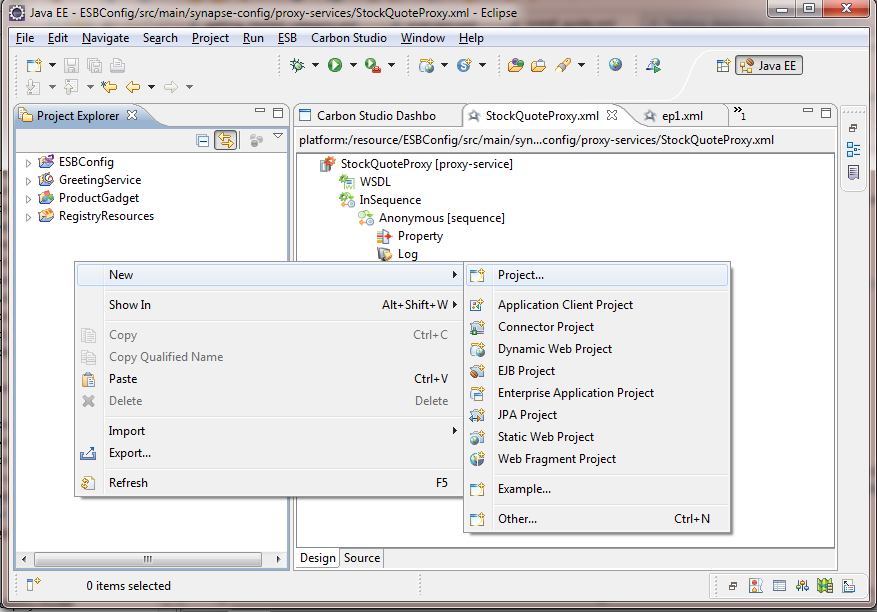 Java EE - ESBConfig/src/main/synapse-config/proxy-services/StockQuoteProxy.xml - Eclipse
File Edit Navigate Search Project Run ESB Carbon Studio Window Help
Java EE
Project Explorer
Carbon Studio Dashbo
StockQuoteProxy.xml
ep1.xml
»1
platform:/resource/ESBConfig/src/main/syn...config/proxy-services/StockQuoteProxy.xml
ESBConfig
GreetingService
ProductGadget
RegistryResources
StockQuoteProxy [proxy-service]
WSDL
InSequence
Anonymous [sequence]
Property
Log
New
Show In Alt+Shift+W
Copy Ctrl+C
Copy Qualified Name
Paste Ctrl+V
Delete Delete
Import
Export...
Refresh F5
Project...
Application Client Project
Connector Project
Dynamic Web Project
EJB Project
Enterprise Application Project
JPA Project
Static Web Project
Web Fragment Project
Example...
Other... Ctrl+N
Design Source
0 items selected